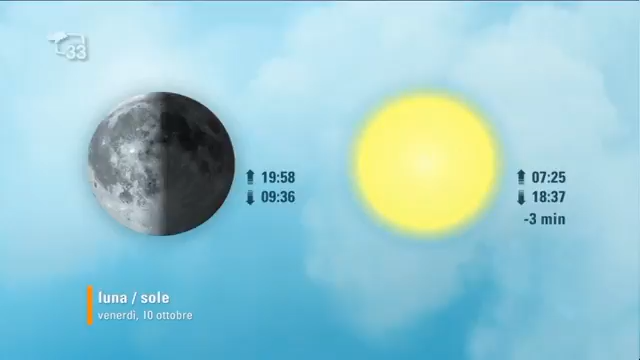 33
19:58
09:36
07:25
18:37
-3 min
luna / sole
venerdì, 10 ottobre